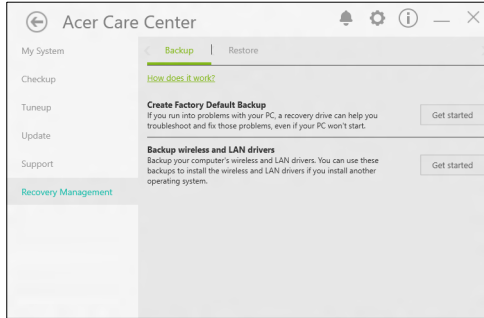 Acer Care Center
My System
Checkup
Tuneup
Update
Support
Recovery Management
Backup
Restore
How does it work?
Create Factory Default Backup
If you run into problems with your PC, a recovery drive can help you
troubleshoot and fix those problems, even if your PC won't start.
Get started
Backup wireless and LAN drivers
Backup your computer's wireless and LAN drivers. You can use these
backups to install the wireless and LAN drivers if you install another
operating system.
Get started